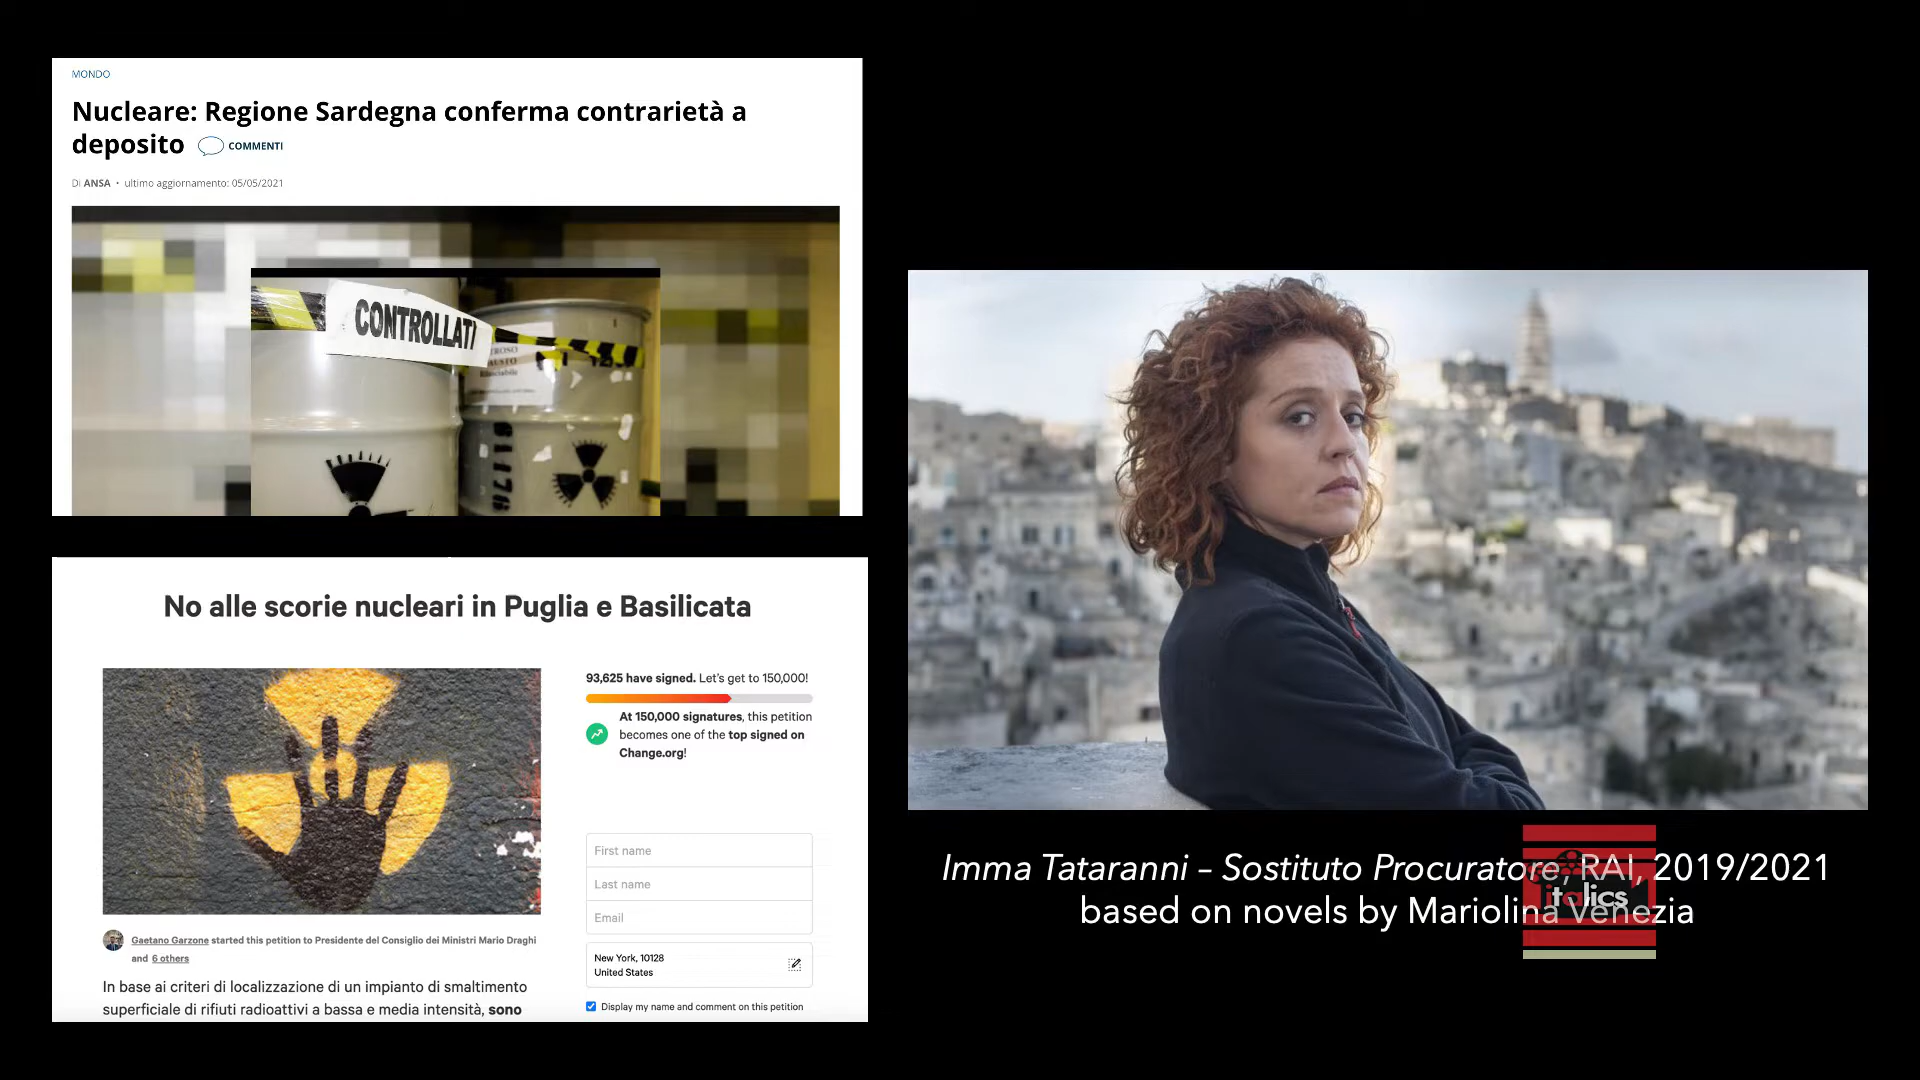 MONDO
Nucleare: Regione Sardegna conferma contrarietà a
deposito COMMENTI
Di ANSA • ultimo aggiornamento: 05/05/2021
CONTROLLATI
No alle scorie nucleari in Puglia e Basilicata
93,625 have signed. Let's get to 150,000!
At 150,000 signatures, this petition
becomes one of the top signed on
Change.org!
First name
Last name
Email
New York, 10128
United States
Display my name and comment on this petition
Gaetano Garzone started this petition to Presidente del Consiglio dei Ministri Mario Draghi
and 6 others
In base ai criteri di localizzazione di un impianto di smaltimento
superficiale di rifiuti radioattivi a bassa e media intensità, sono
Imma Tataranni – Sostituto Procuratore, RAI, 2019/2021
based on novels by Mariolina Venezia
italics